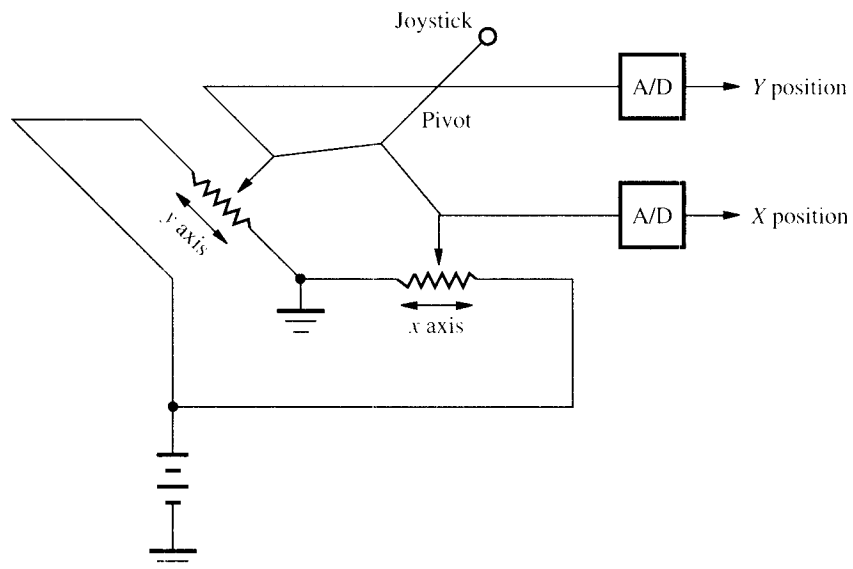 Joystick
A/D
Y position
Pivot
y axis
A/D
X position
x axis